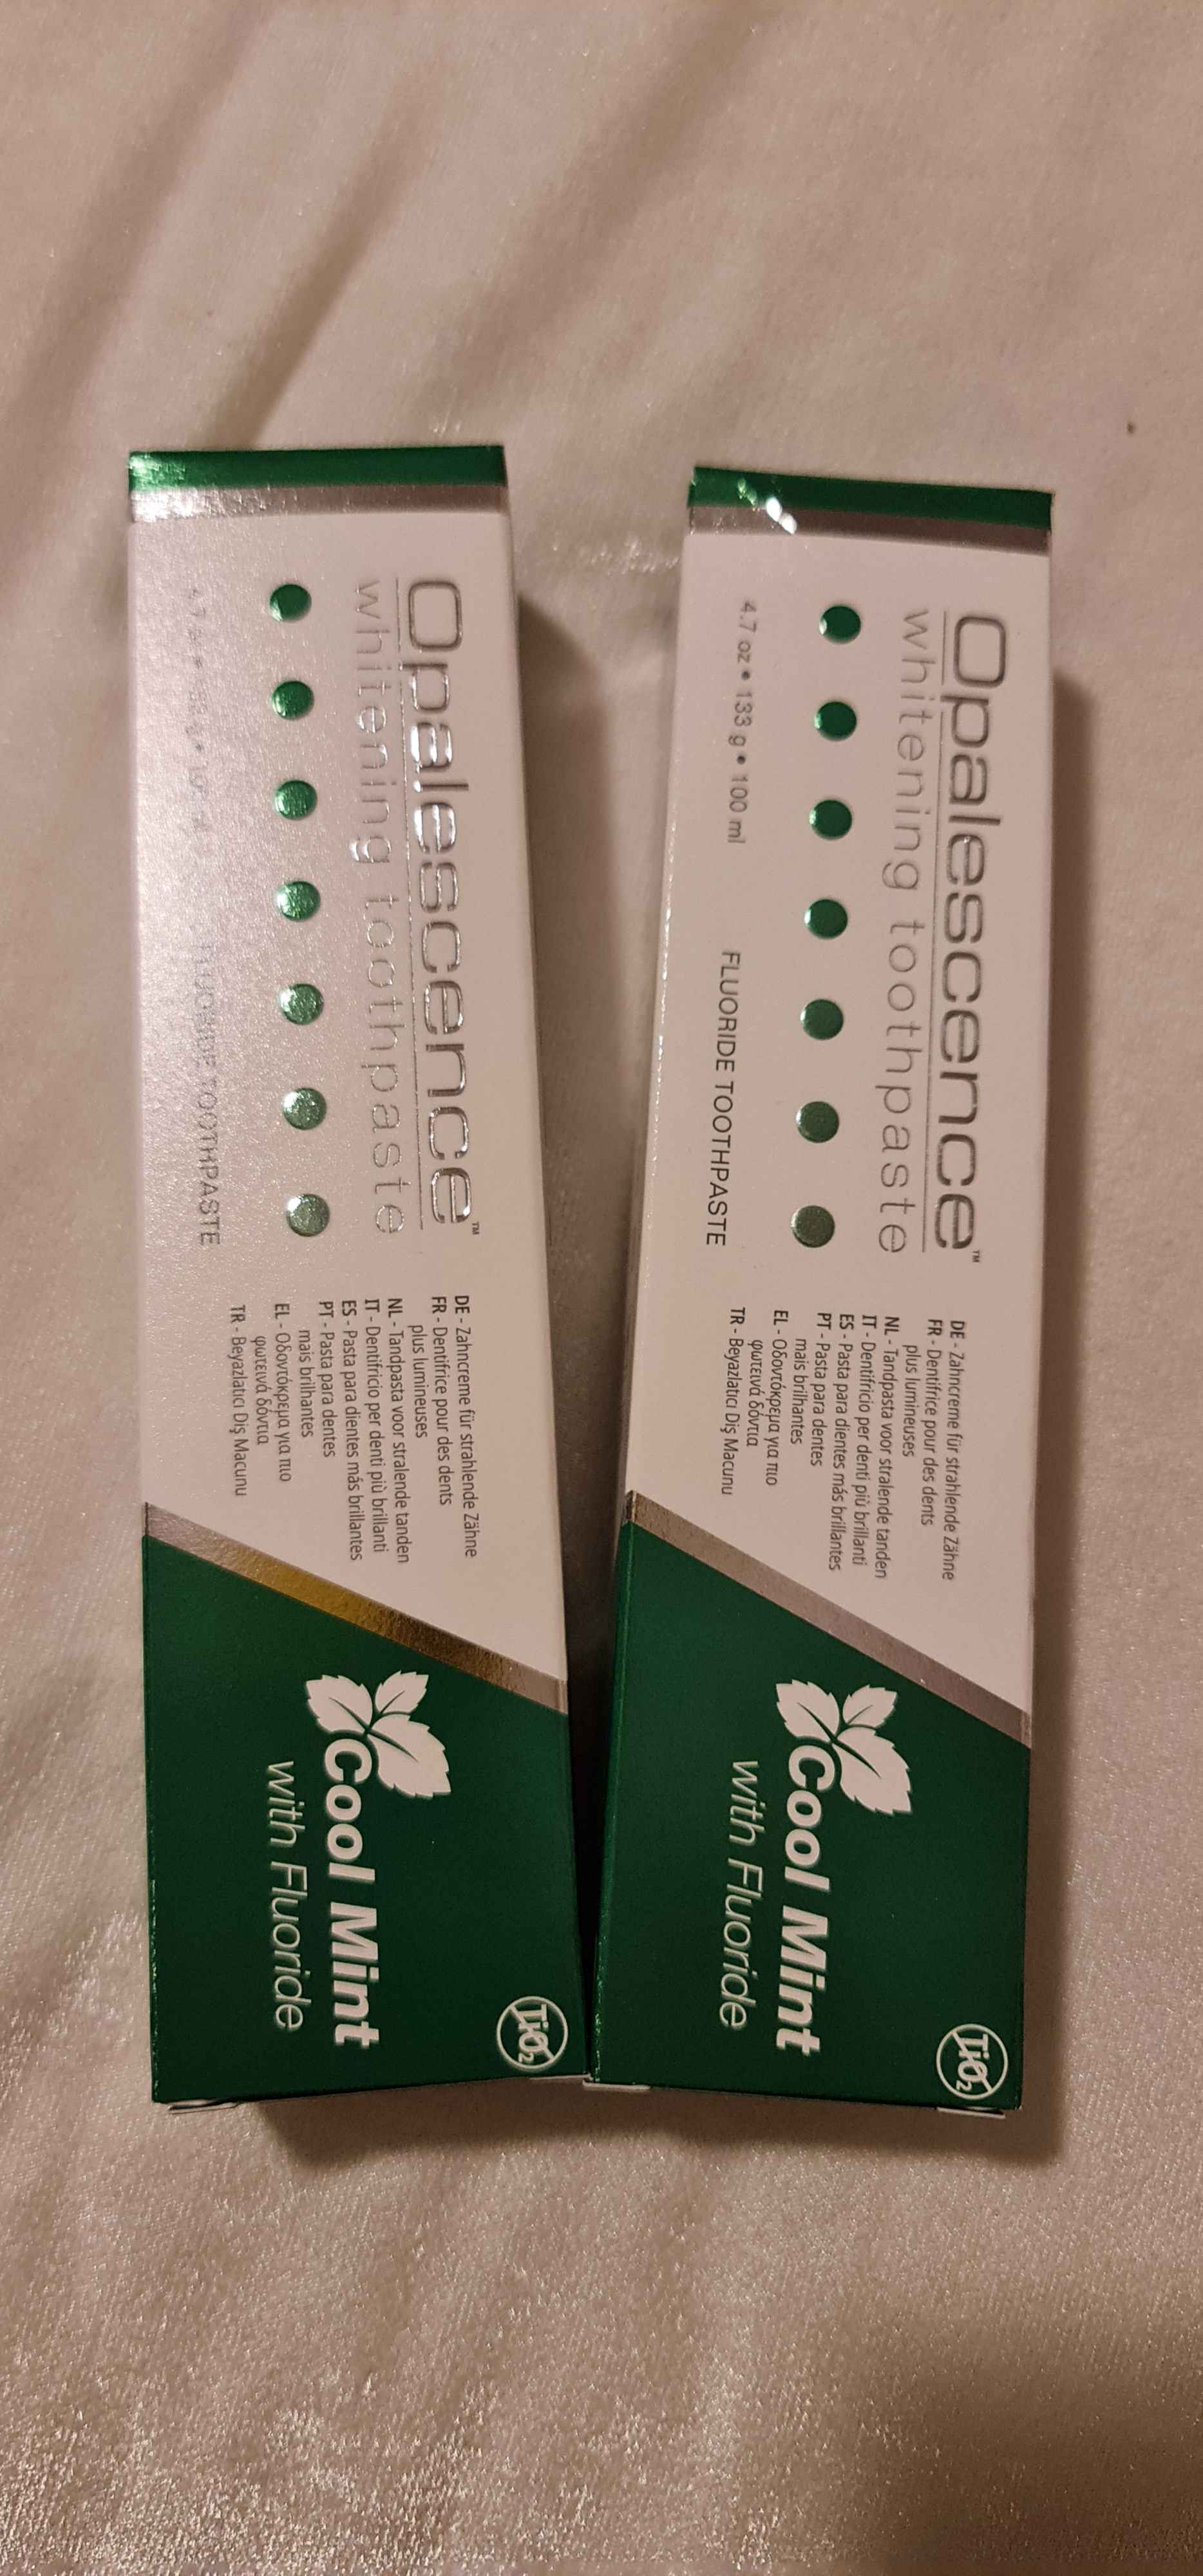 Opalescence™
whitening toothpaste
4.7 oz • 133 g • 100 ml
FLUORIDE TOOTHPASTE
DE - Zahncreme für strahlende Zähne
FR - Dentifrice pour des dents
plus lumineuses
NL - Tandpasta voor stralende tanden
IT - Dentifricio per denti più brillanti
ES - Pasta para dientes más brillantes
PT - Pasta para dentes
mais brilhantes
EL - Οδοντόκρεμα για πιο
φωτεινά δόντια
TR - Beyazlatıcı Diş Macunu
Cool Mint
with Fluoride
TiO₂
Opalescence™
whitening toothpaste
FLUORIDE TOOTHPASTE
DE - Zahncreme für strahlende Zähne
FR - Dentifrice pour des dents
plus lumineuses
NL - Tandpasta voor stralende tanden
IT - Dentifricio per denti più brillanti
ES - Pasta para dientes más brillantes
PT - Pasta para dentes
mais brilhantes
EL - Οδοντόκρεμα για πιο
φωτεινά δόντια
TR - Beyazlatıcı Diş Macunu
Cool Mint
with Fluoride
TiO₂